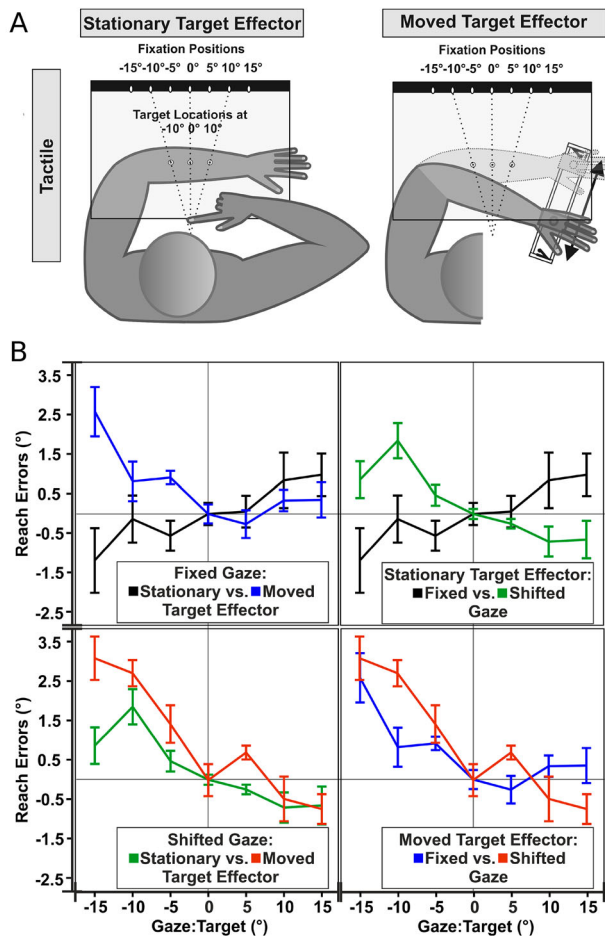 A
Stationary Target Effector
Moved Target Effector
Fixation Positions
-15°-10° -5° 0° 5° 10° 15°
Target Locations at
-10° 0° 10°
Fixation Positions
-15°-10° -5° 0° 5° 10° 15°
Tactile
B
Reach Errors (°)
3.5
2.5
1.5
0.5
-0.5
-1.5
-2.5
Fixed Gaze:
Stationary vs. Moved
Target Effector
Stationary Target Effector:
Fixed vs. Shifted
Gaze
Reach Errors (°)
3.5
2.5
1.5
0.5
-0.5
-1.5
-2.5
Shifted Gaze:
Stationary vs. Moved
Target Effector
Moved Target Effector:
Fixed vs. Shifted
Gaze
-15 -10 -5 0 5 10 15
-15 -10 -5 0 5 10 15
Gaze:Target (°)
Gaze:Target (°)